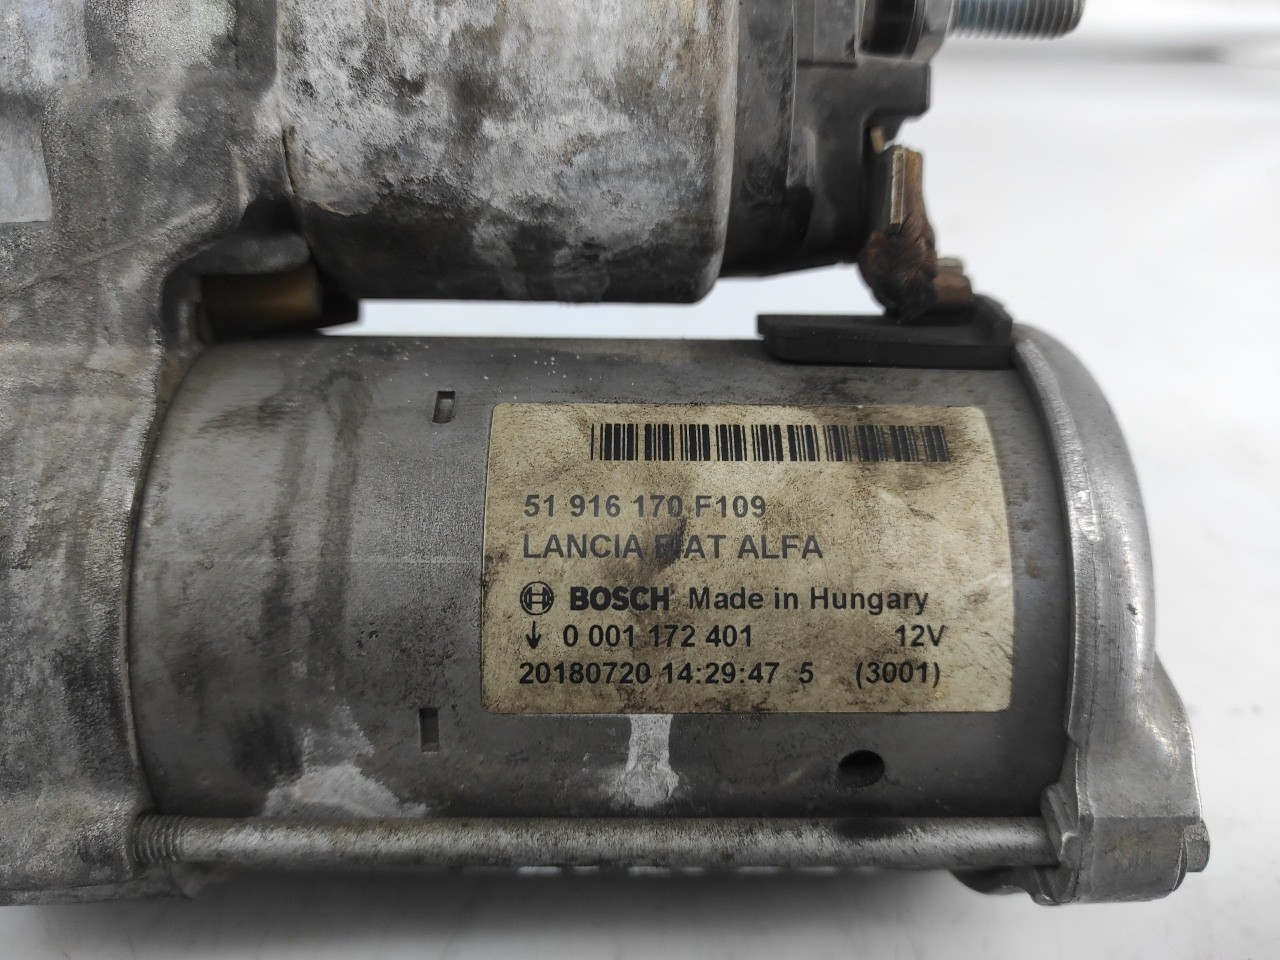 51 916 170 F109
LANCIA FIAT ALFA
BOSCH Made in Hungary
↓ 0 001 172 401 12V
20180720 14:29:47 5 (3001)